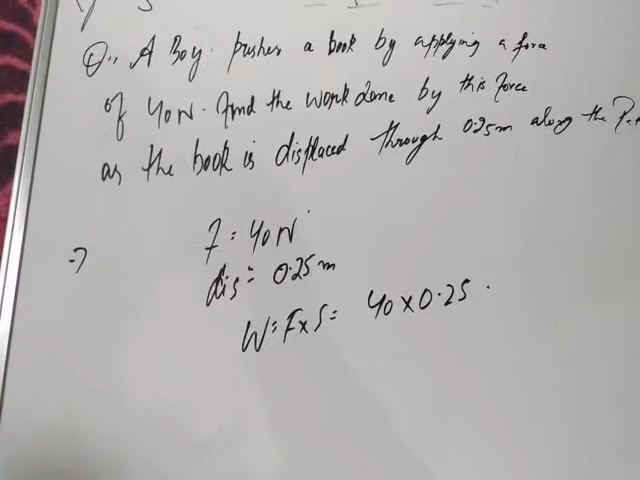 Q.. A Boy. pushes a book by applying a force
of 40N. find the work done by this force
as the book is displaced through 0.25m along the
=> F = 40N
dis = 0.25m
W = F×S = 40×0.25.